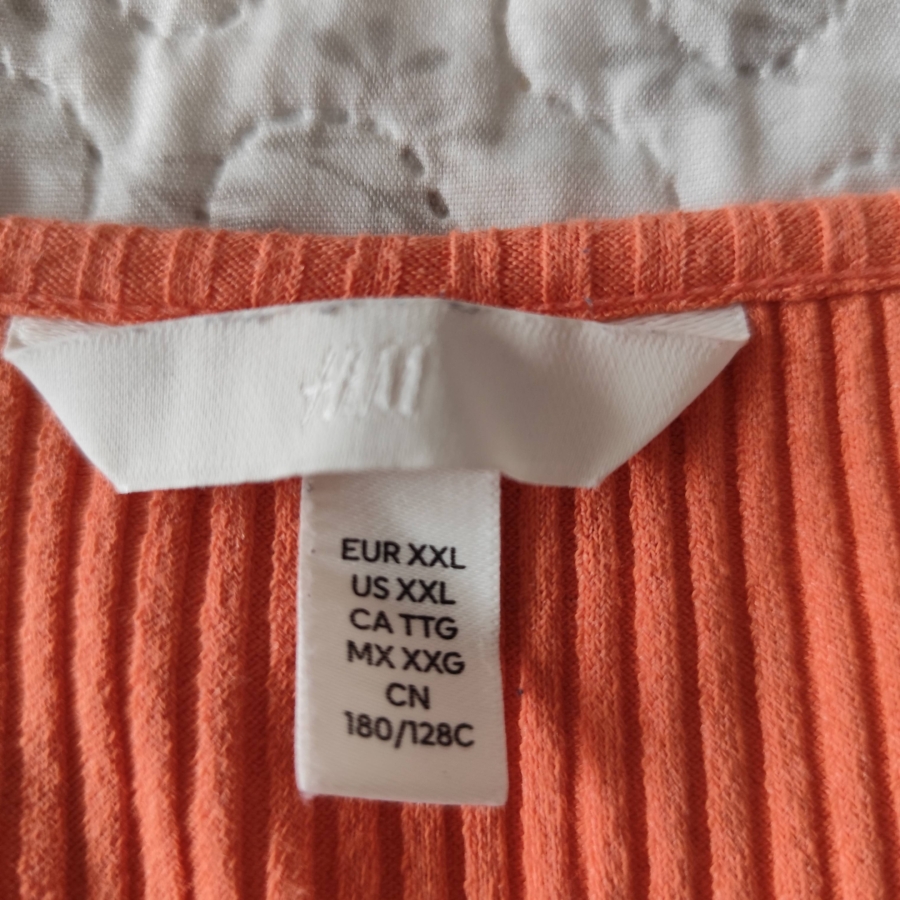 H&M
EUR XXL
US XXL
CA TTG
MX XXG
CN
180/128C